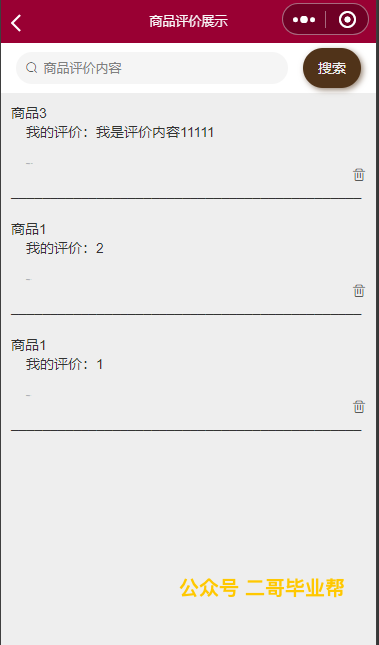 商品评价展示
商品评价内容
搜索
商品3
我的评价：我是评价内容11111
商品1
我的评价：2
商品1
我的评价：1
公众号 二哥毕业帮